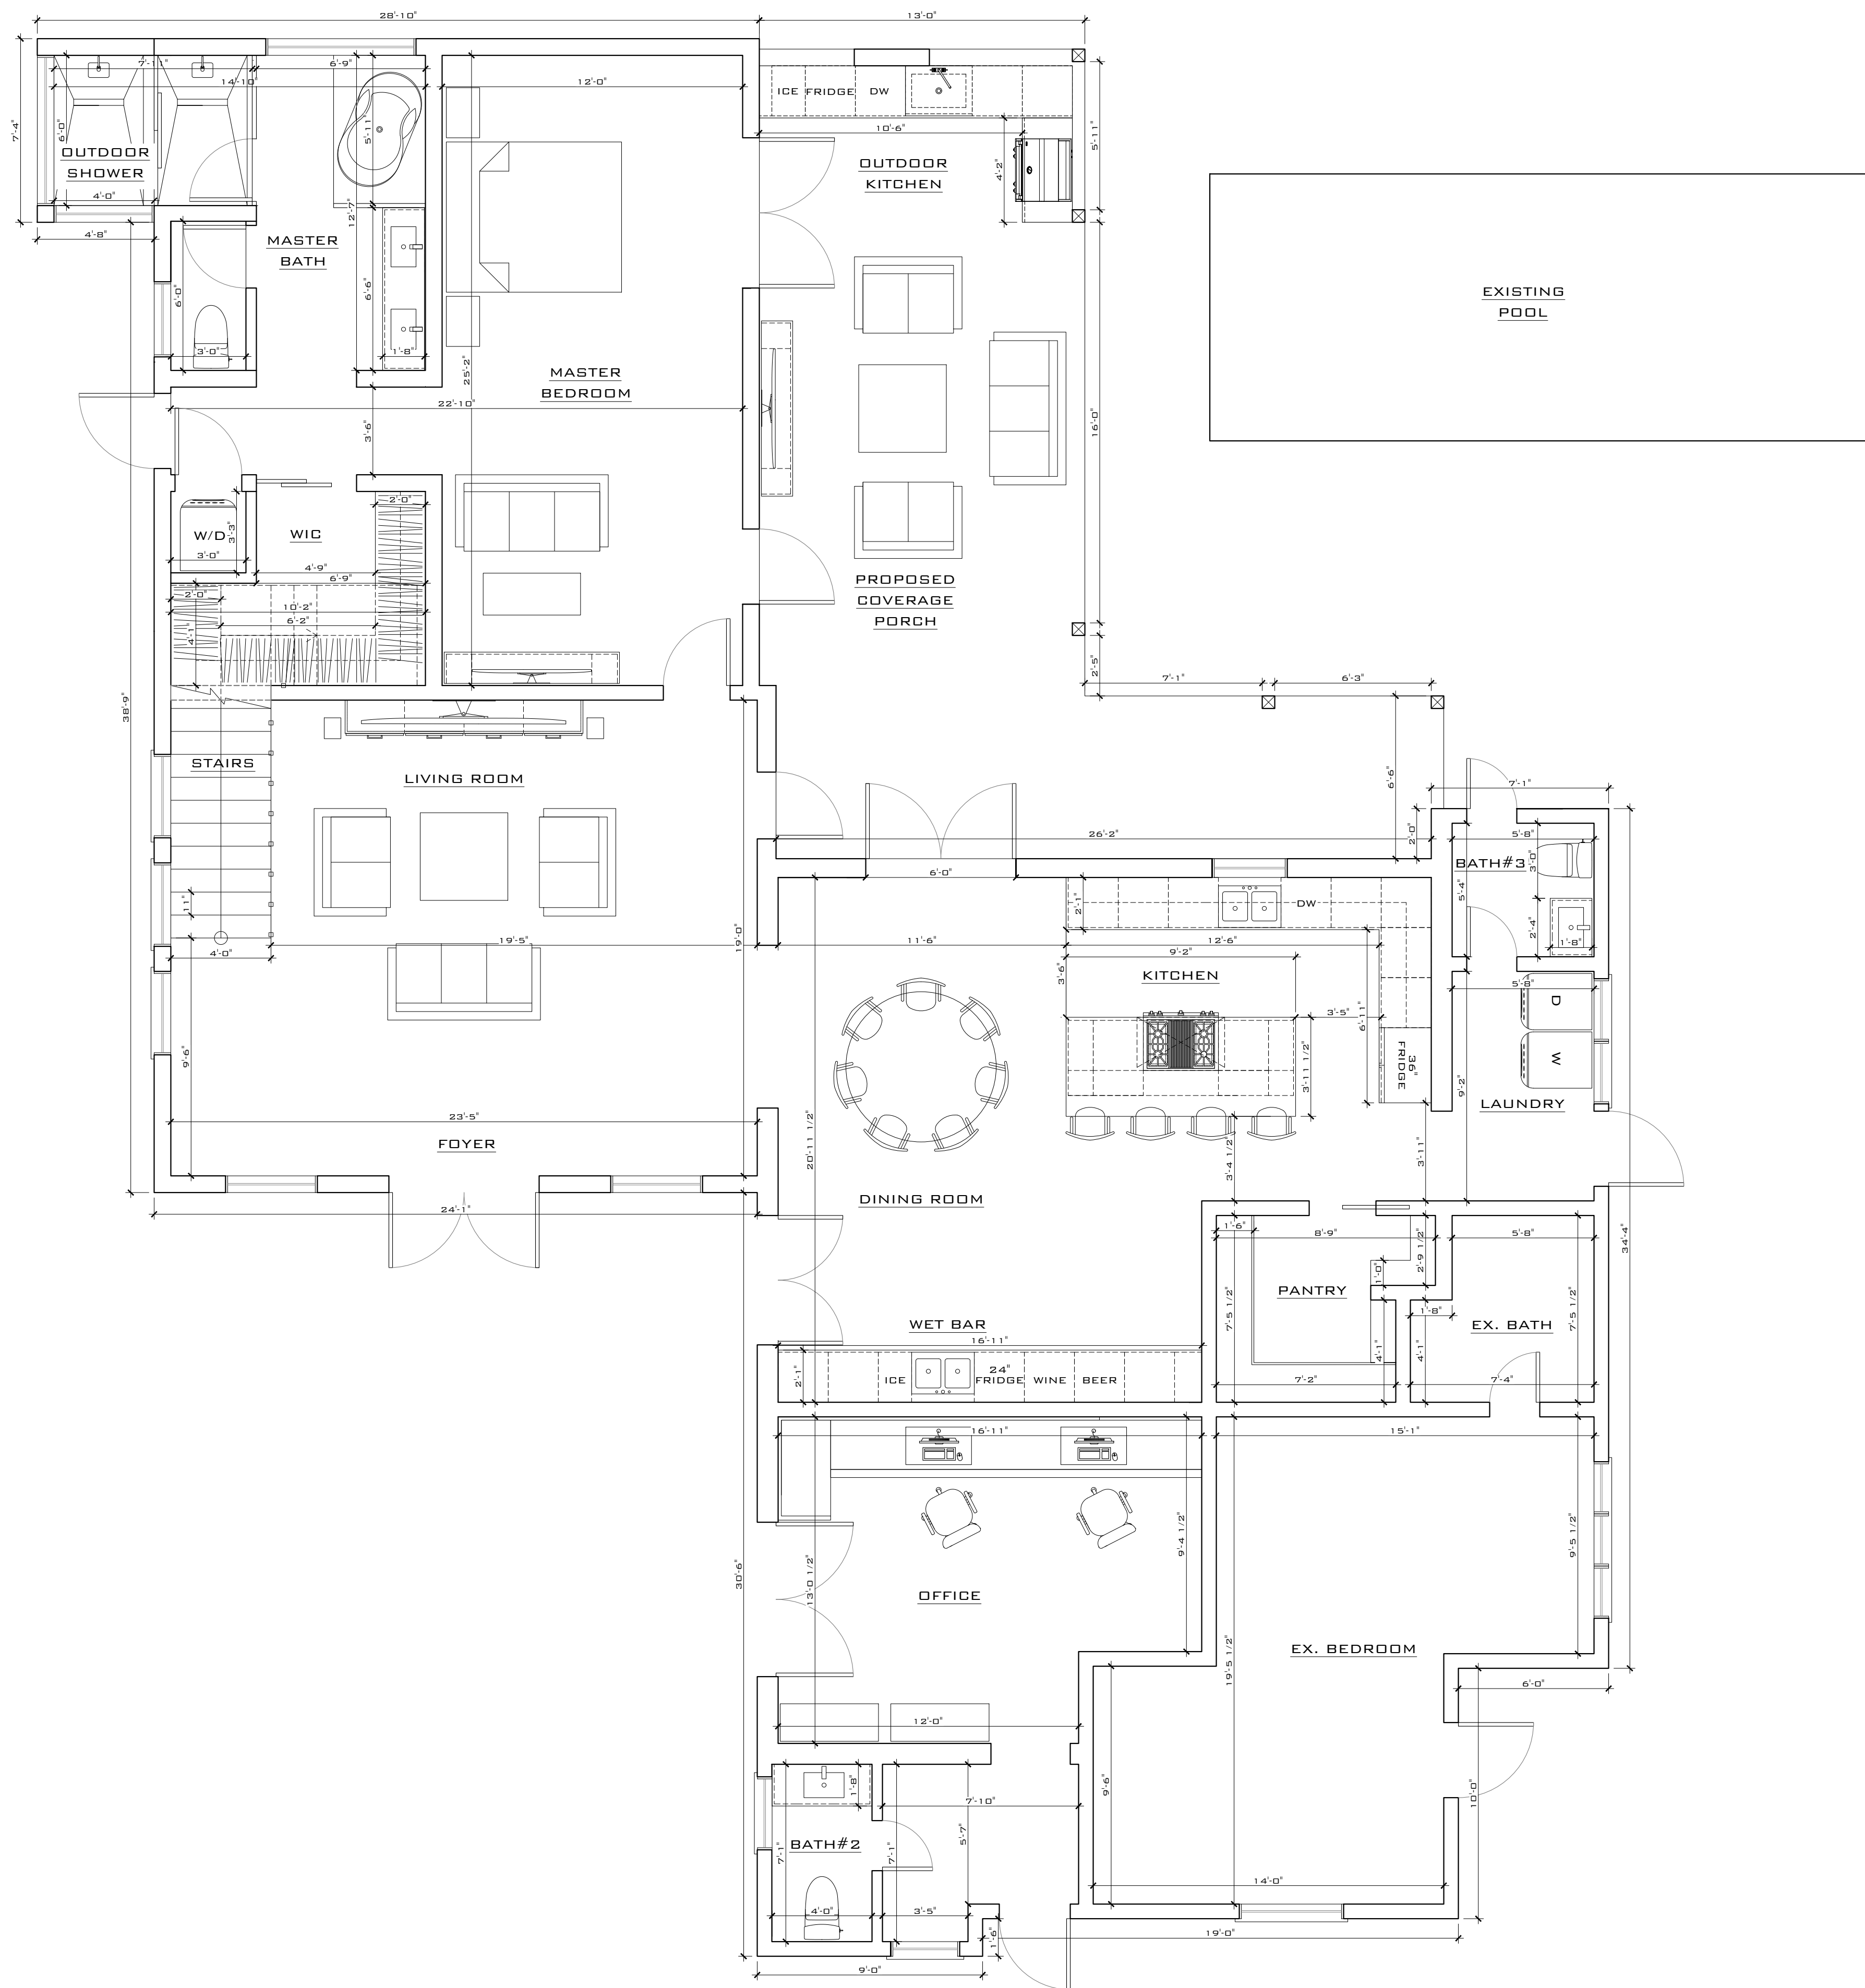 28'-10"
13'-0"
7'-11"
6'-9"
14'-10"
12'-0"
ICE
FRIDGE
DW
7'-4"
6'-0"
5'-11"
10'-6"
5'-11"
OUTDOOR
SHOWER
OUTDOOR
KITCHEN
4'-2"
4'-0"
12'-7"
4'-8"
MASTER
BATH
6'-6"
6'-0"
EXISTING
POOL
3'-0"
1'-8"
25'-2"
MASTER
BEDROOM
22'-10"
3'-6"
16'-0"
2'-0"
W/D
3'-3"
WIC
3'-0"
4'-9"
6'-9"
PROPOSED
COVERAGE
PORCH
2'-0"
10'-2"
6'-2"
4'-1"
2'-5"
7'-1"
6'-3"
38'-9"
STAIRS
LIVING ROOM
6'-6"
7'-1"
26'-2"
2'-0"
5'-8"
BATH#3
3'-0"
6'-0"
5'-4"
2'-1"
DW
11"
2'-4"
19'-5"
19'-0"
11'-6"
12'-6"
1'-8"
4'-0"
9'-2"
3'-6"
KITCHEN
5'-8"
D
3'-5"
6'-11"
9'-6"
3'-11 1/2"
36"
FRIDGE
W
9'-2"
LAUNDRY
23'-5"
FOYER
20'-11 1/2"
3'-4 1/2"
3'-11"
DINING ROOM
24'-1"
1'-6"
8'-9"
2'-9 1/2"
5'-8"
34'-4"
1'-0"
PANTRY
7'-5 1/2"
1'-8"
EX. BATH
7'-5 1/2"
WET BAR
16'-11"
4'-1"
4'-1"
2'-1"
ICE
24"
FRIDGE
WINE
BEER
7'-2"
7'-4"
16'-11"
15'-1"
9'-4 1/2"
9'-5 1/2"
30'-6"
13'-0 1/2"
OFFICE
EX. BEDROOM
19'-5 1/2"
6'-0"
12'-0"
1'-8"
7'-10"
9'-6"
10'-0"
BATH#2
7'-1"
7'-1"
5'-7"
14'-0"
4'-0"
3'-5"
1'-6"
19'-0"
9'-0"